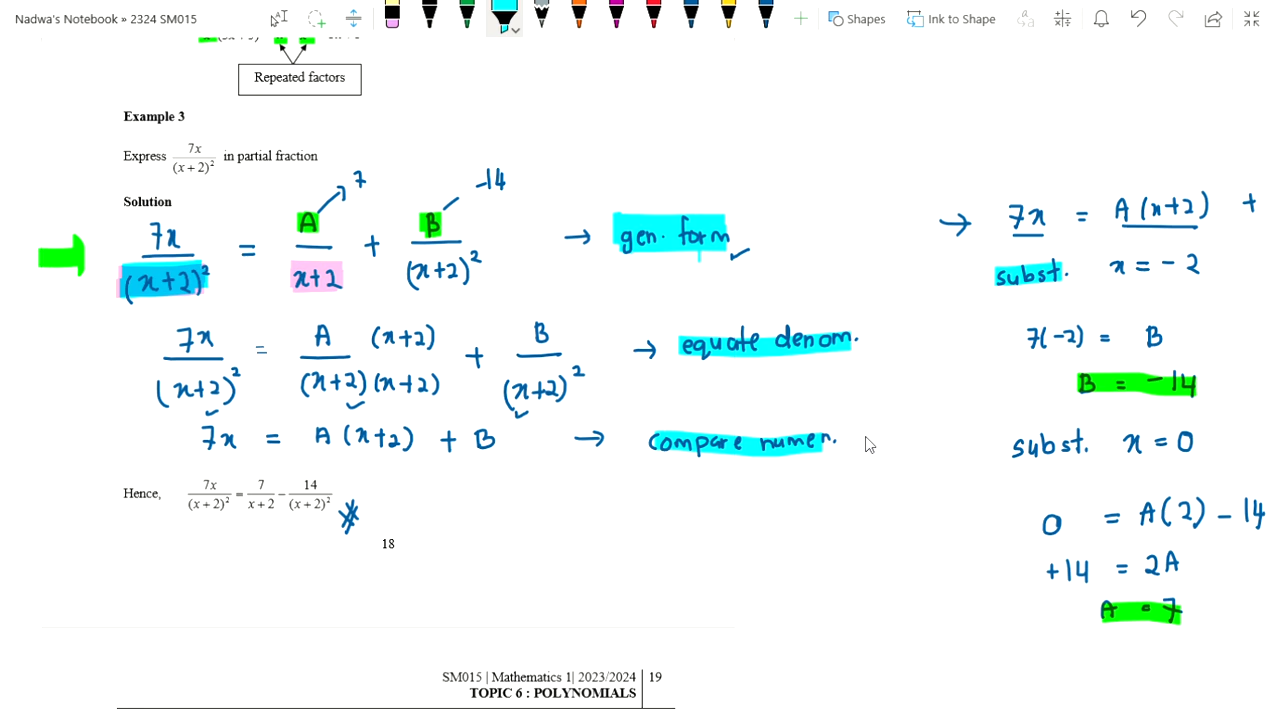 Nadwa's Notebook » 2324 SM015
Shapes
Ink to Shape
Repeated factors
Example 3
Express 7x/(x + 2)² in partial fraction
Solution
7x/(x+2)² = A/(x+2) + B/(x+2)² → gen. form
7
-14
7x/(x+2)² = A (x+2)/(x+2)(x+2) + B/(x+2)² → equate denom.
7x = A(x+2) + B → compare numer.
Hence, 7x/(x + 2)² = 7/(x + 2) − 14/(x + 2)²
18
→ 7x = A(x+2) +
subst. x = -2
7(-2) = B
B = -14
subst. x = 0
0 = A(2) - 14
+14 = 2A
A = 7
SM015 | Mathematics 1| 2023/2024 | 19
TOPIC 6 : POLYNOMIALS